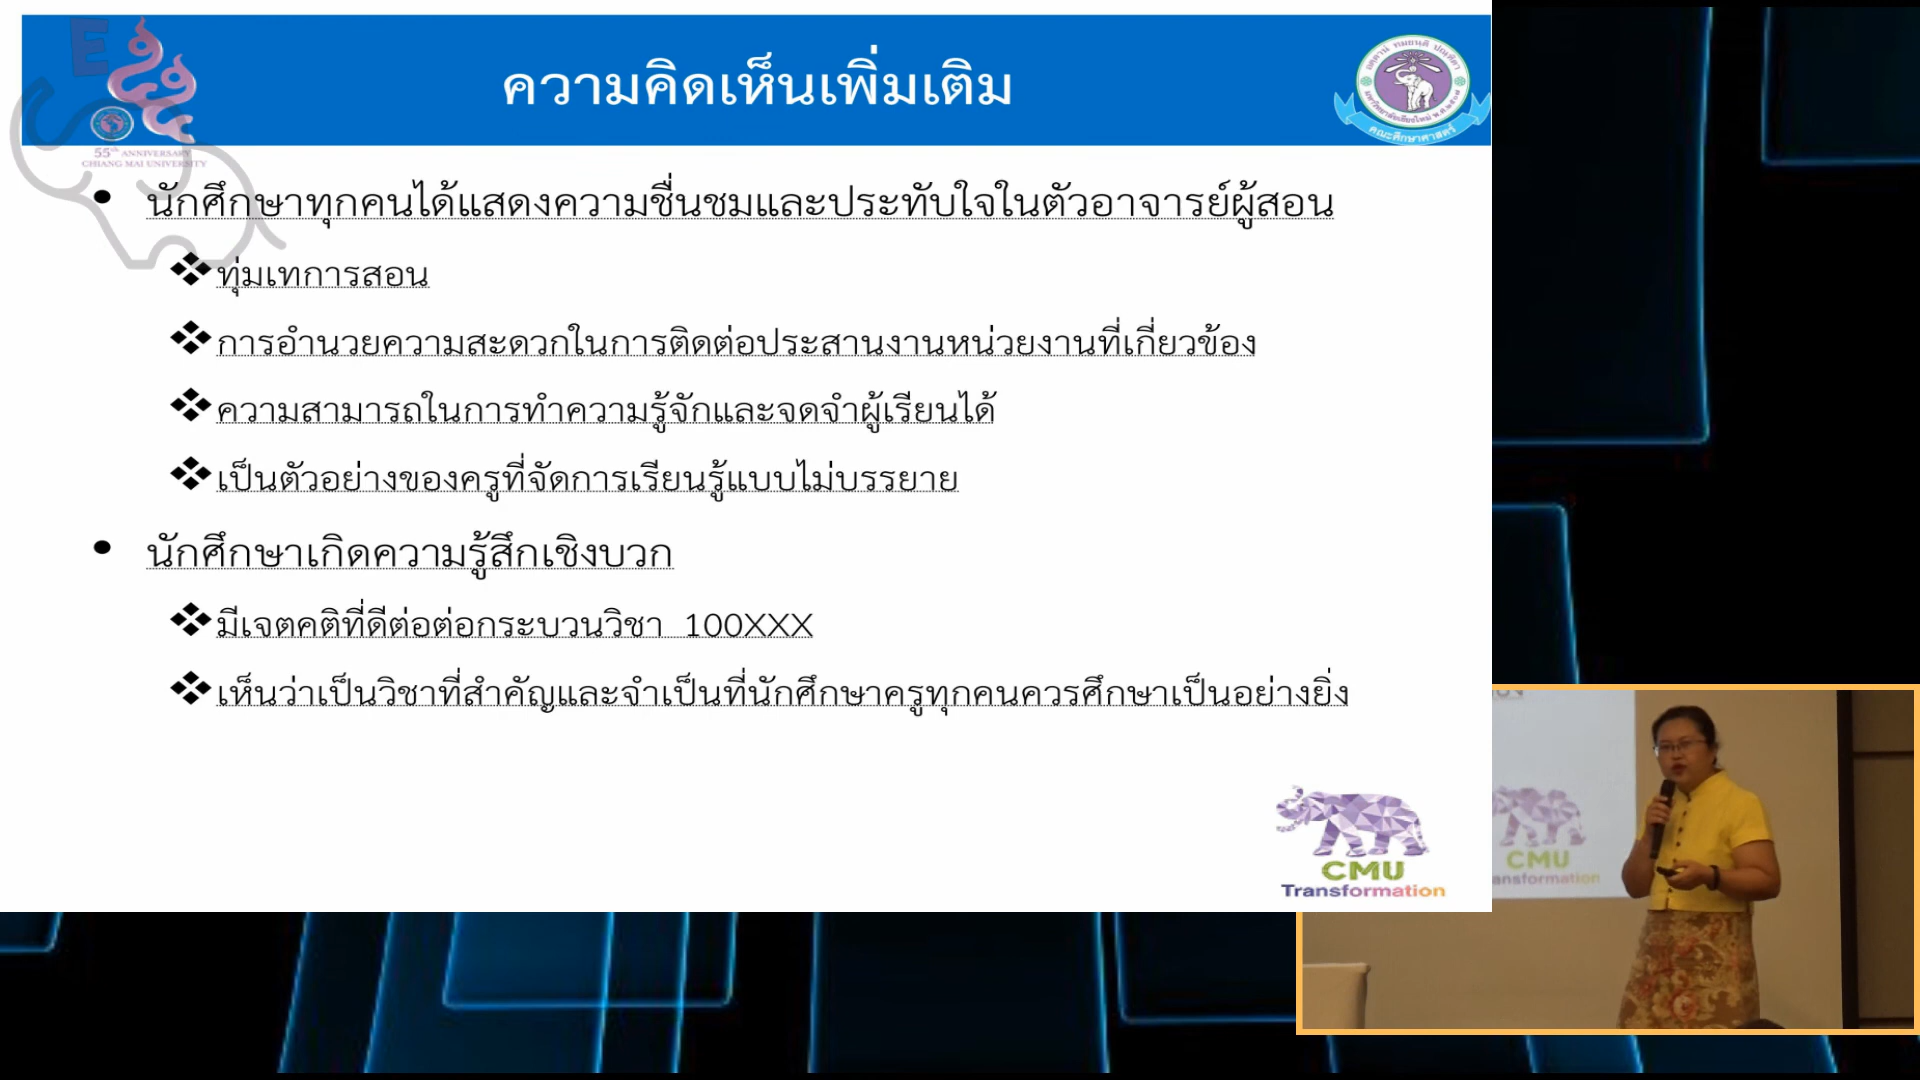 ความคิดเห็นเพิ่มเติม
55th ANNIVERSARY
CHIANG MAI UNIVERSITY
คณะศึกษาศาสตร์
• นักศึกษาทุกคนได้แสดงความชื่นชมและประทับใจในตัวอาจารย์ผู้สอน
❖ทุ่มเทการสอน
❖การอำนวยความสะดวกในการติดต่อประสานงานหน่วยงานที่เกี่ยวข้อง
❖ความสามารถในการทำความรู้จักและจดจำผู้เรียนได้
❖เป็นตัวอย่างของครูที่จัดการเรียนรู้แบบไม่บรรยาย
• นักศึกษาเกิดความรู้สึกเชิงบวก
❖มีเจตคติที่ดีต่อต่อกระบวนวิชา 100XXX
❖เห็นว่าเป็นวิชาที่สำคัญและจำเป็นที่นักศึกษาครูทุกคนควรศึกษาเป็นอย่างยิ่ง
CMU
Transformation
CMU
ansformation